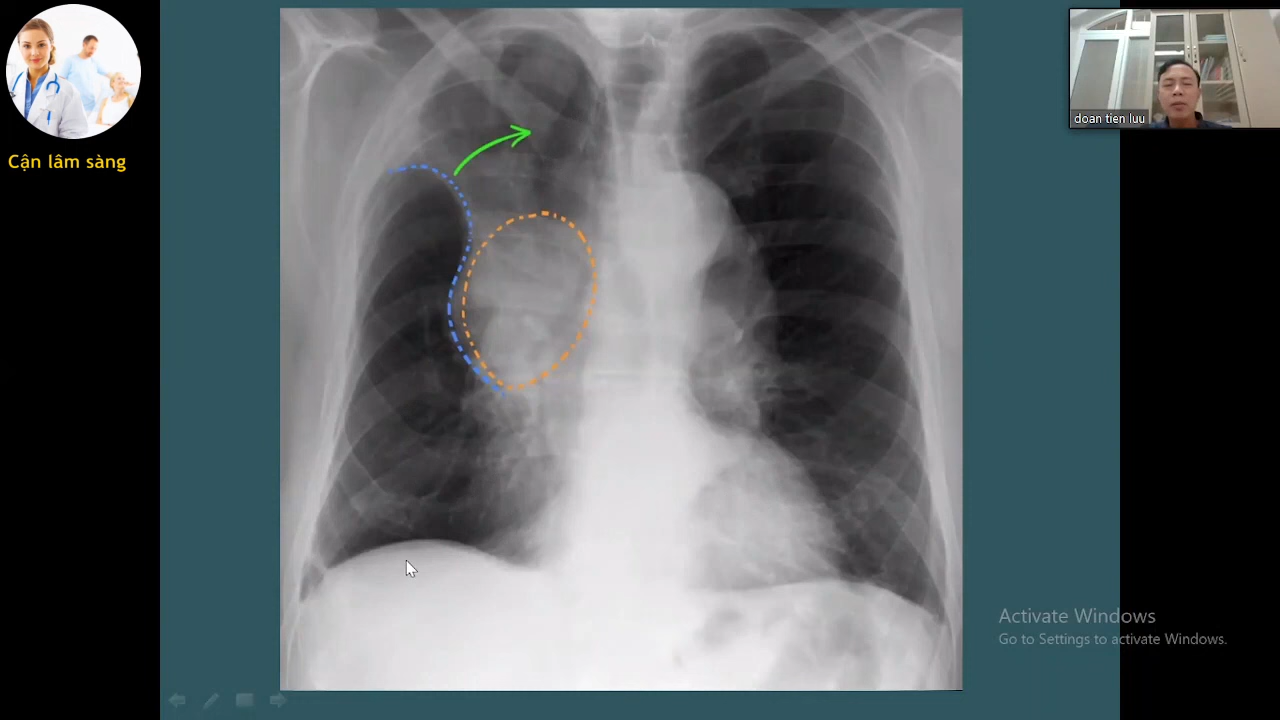 Cận lâm sàng
doan tien luu
Activate Windows
Go to Settings to activate Windows.